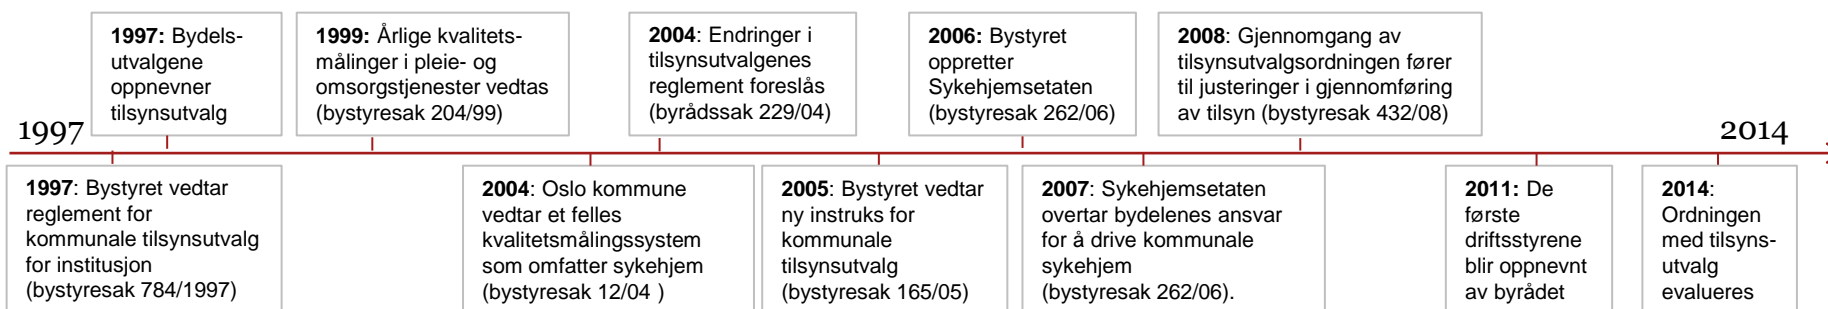 1997: Bydels-
utvalgene
oppnevner
tilsynsutvalg
1999: Årlige kvalitets-
målinger i pleie- og
omsorgstjenester vedtas
(bystyresak 204/99)
2004: Endringer i
tilsynsutvalgenes
reglement foreslås
(byrådssak 229/04)
2006: Bystyret
oppretter
Sykehjemsetaten
(bystyresak 262/06)
2008: Gjennomgang av
tilsynsutvalgsordningen fører
til justeringer i gjennomføring
av tilsyn (bystyresak 432/08)
1997
2014
1997: Bystyret vedtar
reglement for
kommunale tilsynsutvalg
for institusjon
(bystyresak 784/1997)
2004: Oslo kommune
vedtar et felles
kvalitetsmålingssystem
som omfatter sykehjem
(bystyresak 12/04 )
2005: Bystyret vedtar
ny instruks for
kommunale
tilsynsutvalg
(bystyresak 165/05)
2007: Sykehjemsetaten
overtar bydelenes ansvar
for å drive kommunale
sykehjem
(bystyresak 262/06).
2011: De
første
driftsstyrene
blir oppnevnt
av byrådet
2014:
Ordningen
med tilsyns-
utvalg
evalueres